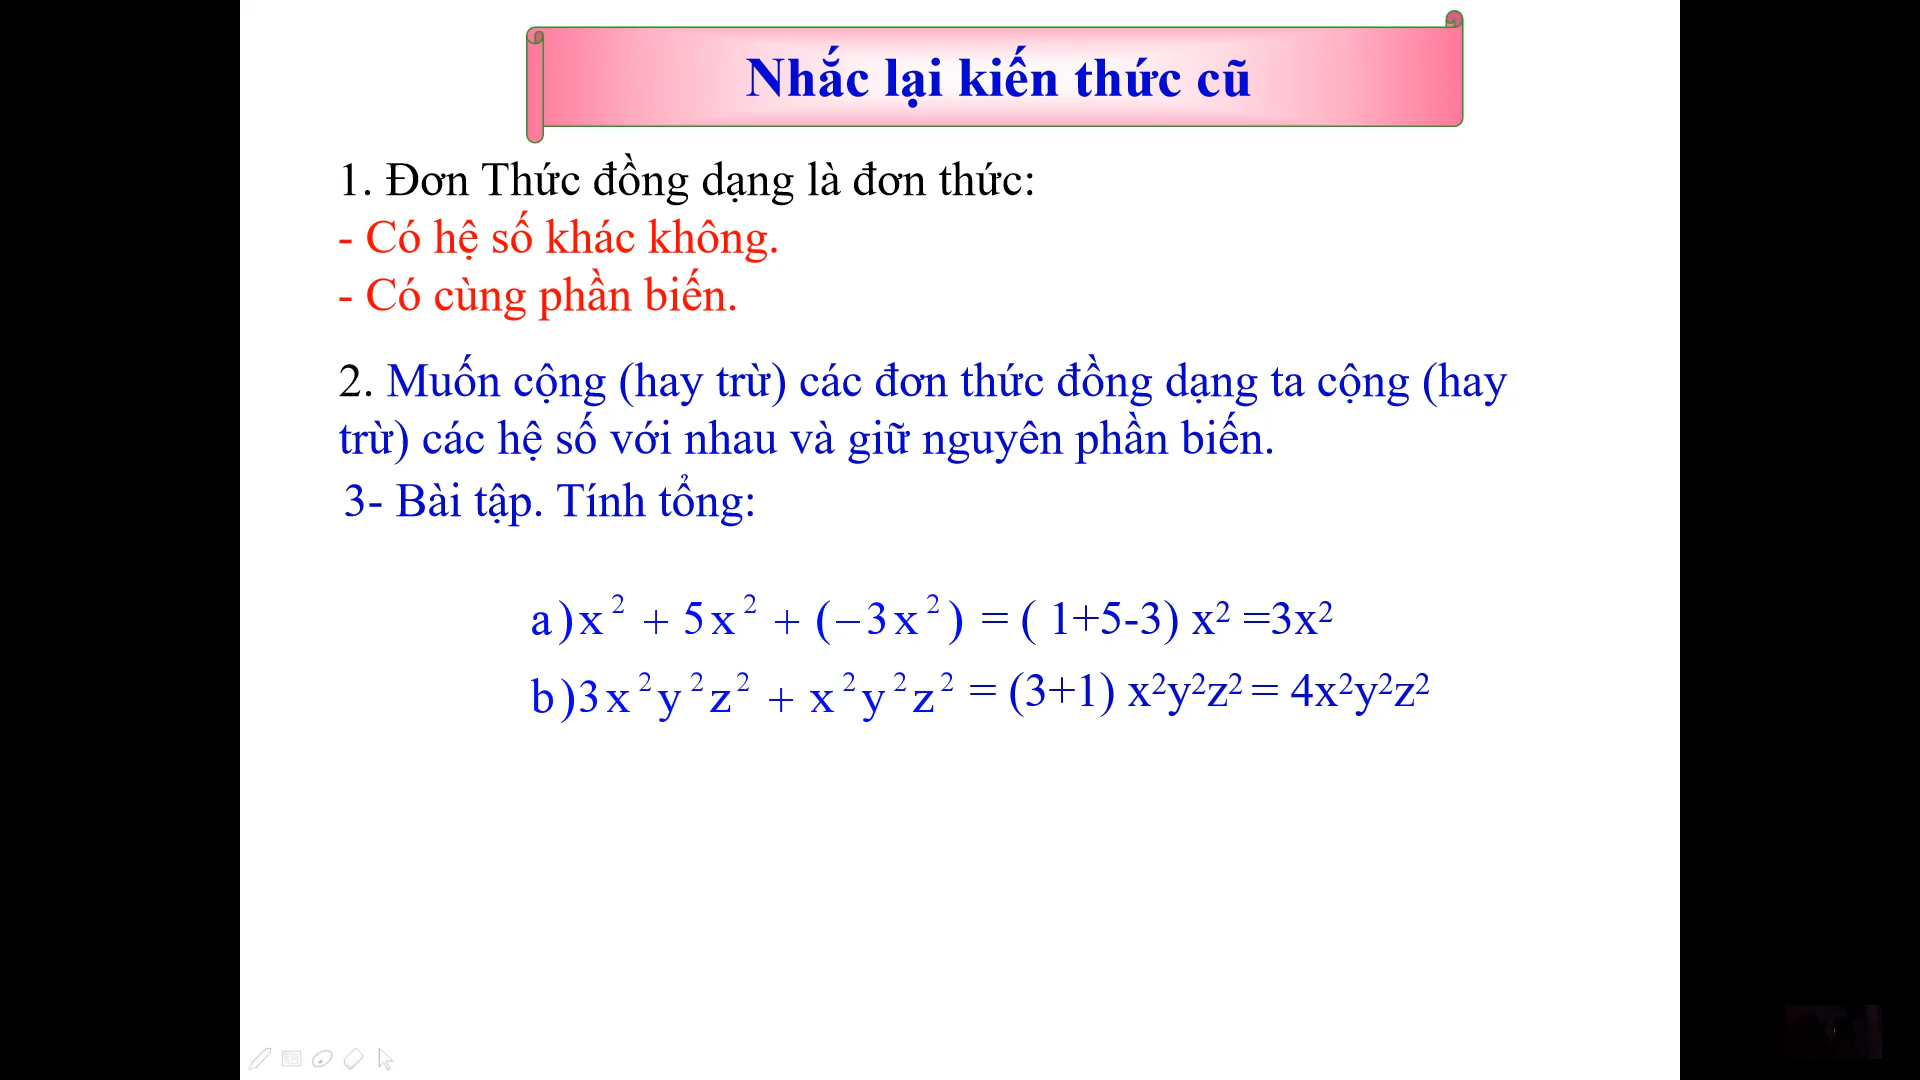 Nhắc lại kiến thức cũ
1. Đơn Thức đồng dạng là đơn thức:
- Có hệ số khác không.
- Có cùng phần biến.
2. Muốn cộng (hay trừ) các đơn thức đồng dạng ta cộng (hay
trừ) các hệ số với nhau và giữ nguyên phần biến.
3- Bài tập. Tính tổng:
a)x² + 5x² + (−3x²) = ( 1+5-3) x² =3x²
b)3x²y²z² + x²y²z² = (3+1) x²y²z² = 4x²y²z²